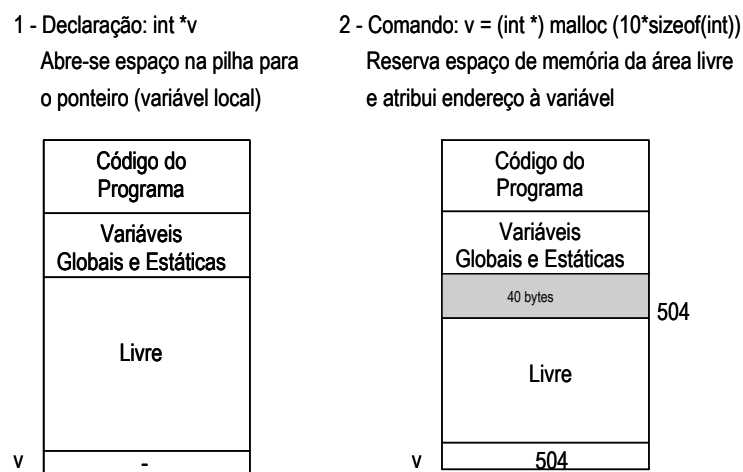 1 - Declaração: int *v
Abre-se espaço na pilha para
o ponteiro (variável local)
Código do
Programa
Variáveis
Globais e Estáticas
Livre
v -
2 - Comando: v = (int *) malloc (10*sizeof(int))
Reserva espaço de memória da área livre
e atribui endereço à variável
Código do
Programa
Variáveis
Globais e Estáticas
40 bytes
504
Livre
v 504